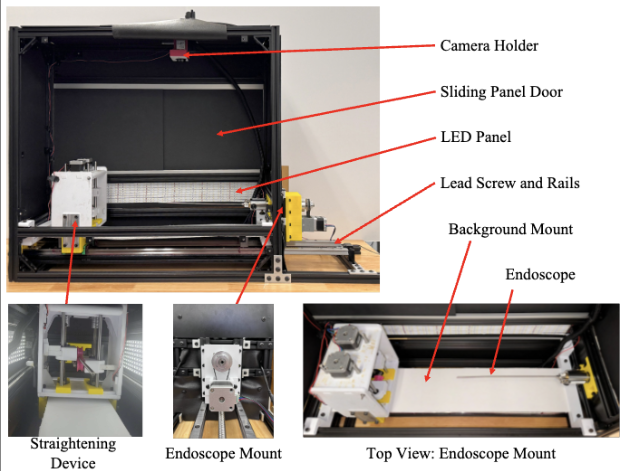 Camera Holder
Sliding Panel Door
LED Panel
Lead Screw and Rails
Background Mount
Endoscope
Straightening
Device
Endoscope Mount
Top View: Endoscope Mount